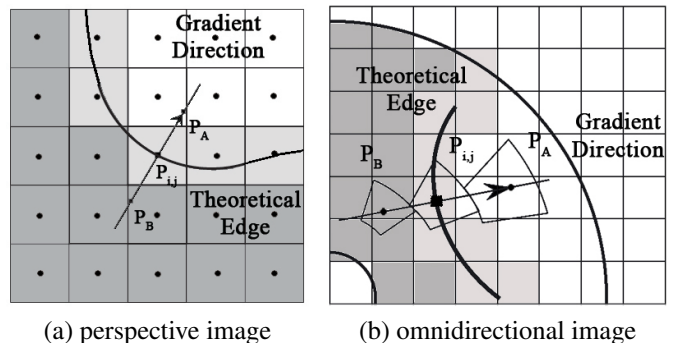 Gradient
Direction
P_A
P_i,j
P_B
Theoretical
Edge
(a) perspective image
Theoretical
Edge
Gradient
Direction
P_B
P_i,j
P_A
(b) omnidirectional image